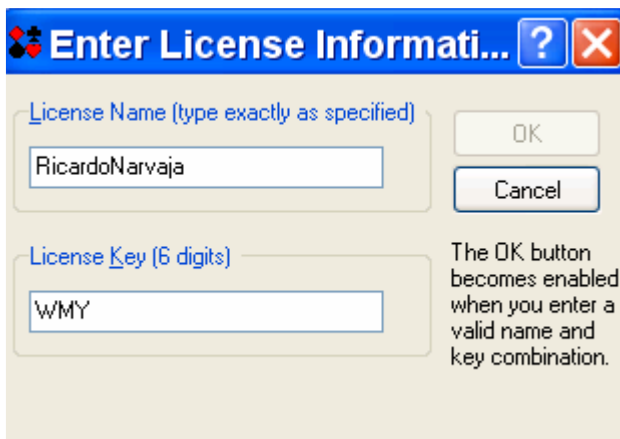 Enter License Informati...
License Name (type exactly as specified)
RicardoNarvaja
OK
Cancel
License Key (6 digits)
WMY
The OK button
becomes enabled
when you enter a
valid name and
key combination.